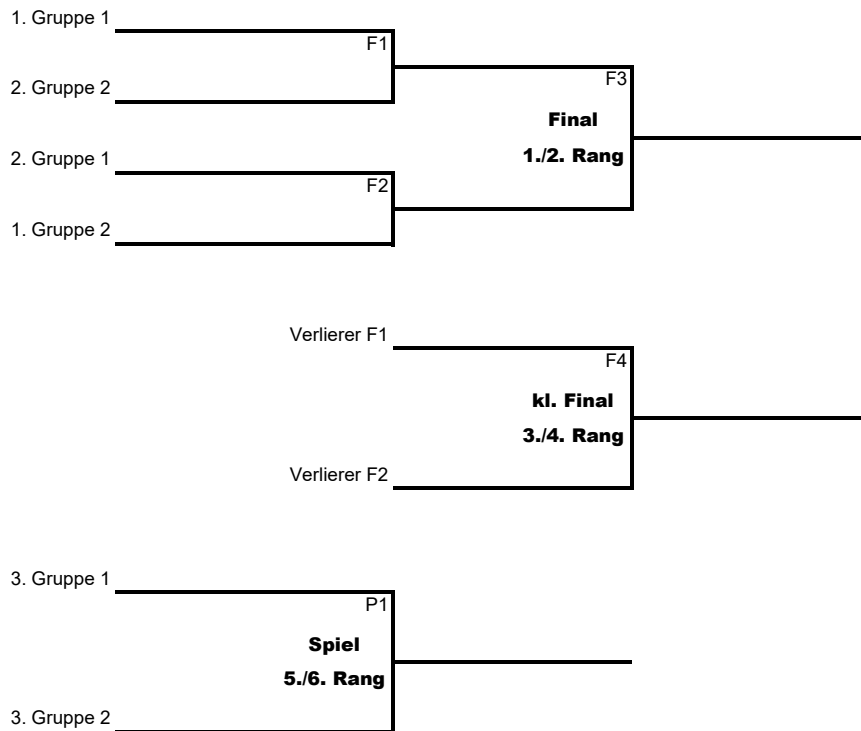 1. Gruppe 1
F1
2. Gruppe 2
F3
Final
1./2. Rang
2. Gruppe 1
F2
1. Gruppe 2
Verlierer F1
F4
kl. Final
3./4. Rang
Verlierer F2
3. Gruppe 1
P1
Spiel
5./6. Rang
3. Gruppe 2